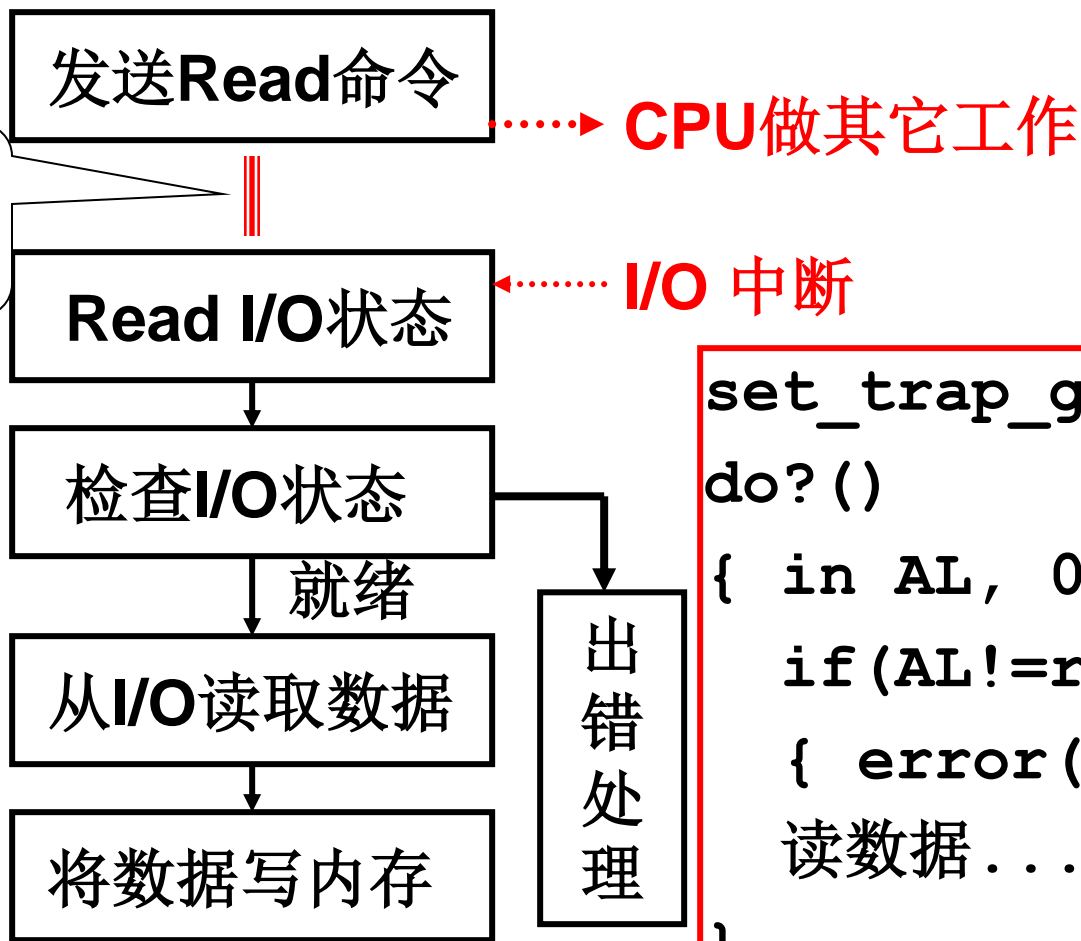 发送Read命令
CPU做其它工作
I/O 中断
Read I/O状态
检查I/O状态
就绪
从I/O读取数据
将数据写内存
出
错
处
理
set_trap_g
do?()
{ in AL, 0
if(AL!=r
{ error(
读数据...
}